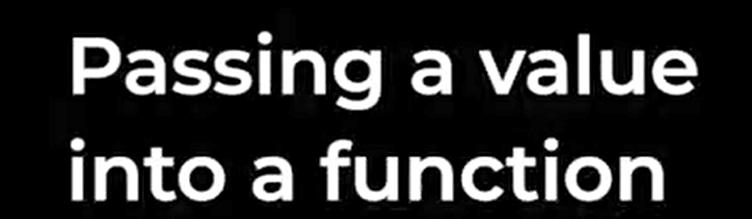 Passing a value
into a function